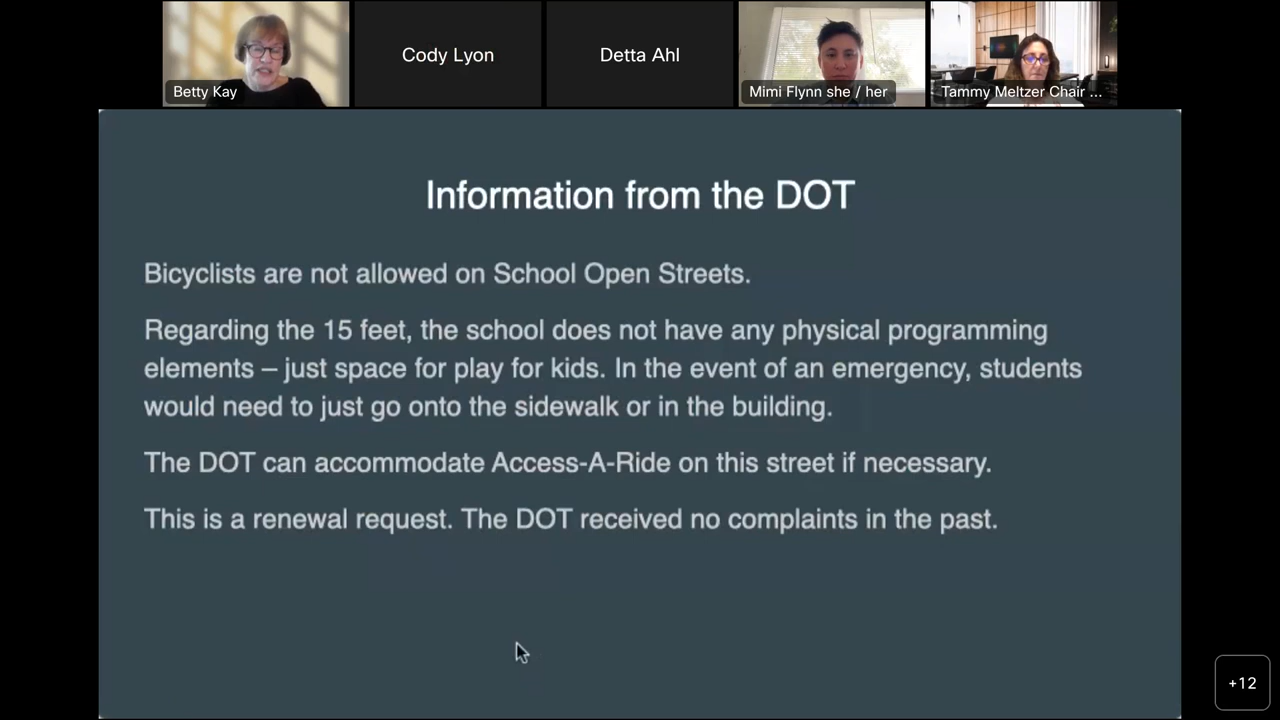 Betty Kay
Cody Lyon
Detta Ahl
Mimi Flynn she / her
Tammy Meltzer Chair ...
Information from the DOT
Bicyclists are not allowed on School Open Streets.
Regarding the 15 feet, the school does not have any physical programming
elements – just space for play for kids. In the event of an emergency, students
would need to just go onto the sidewalk or in the building.
The DOT can accommodate Access-A-Ride on this street if necessary.
This is a renewal request. The DOT received no complaints in the past.
+12